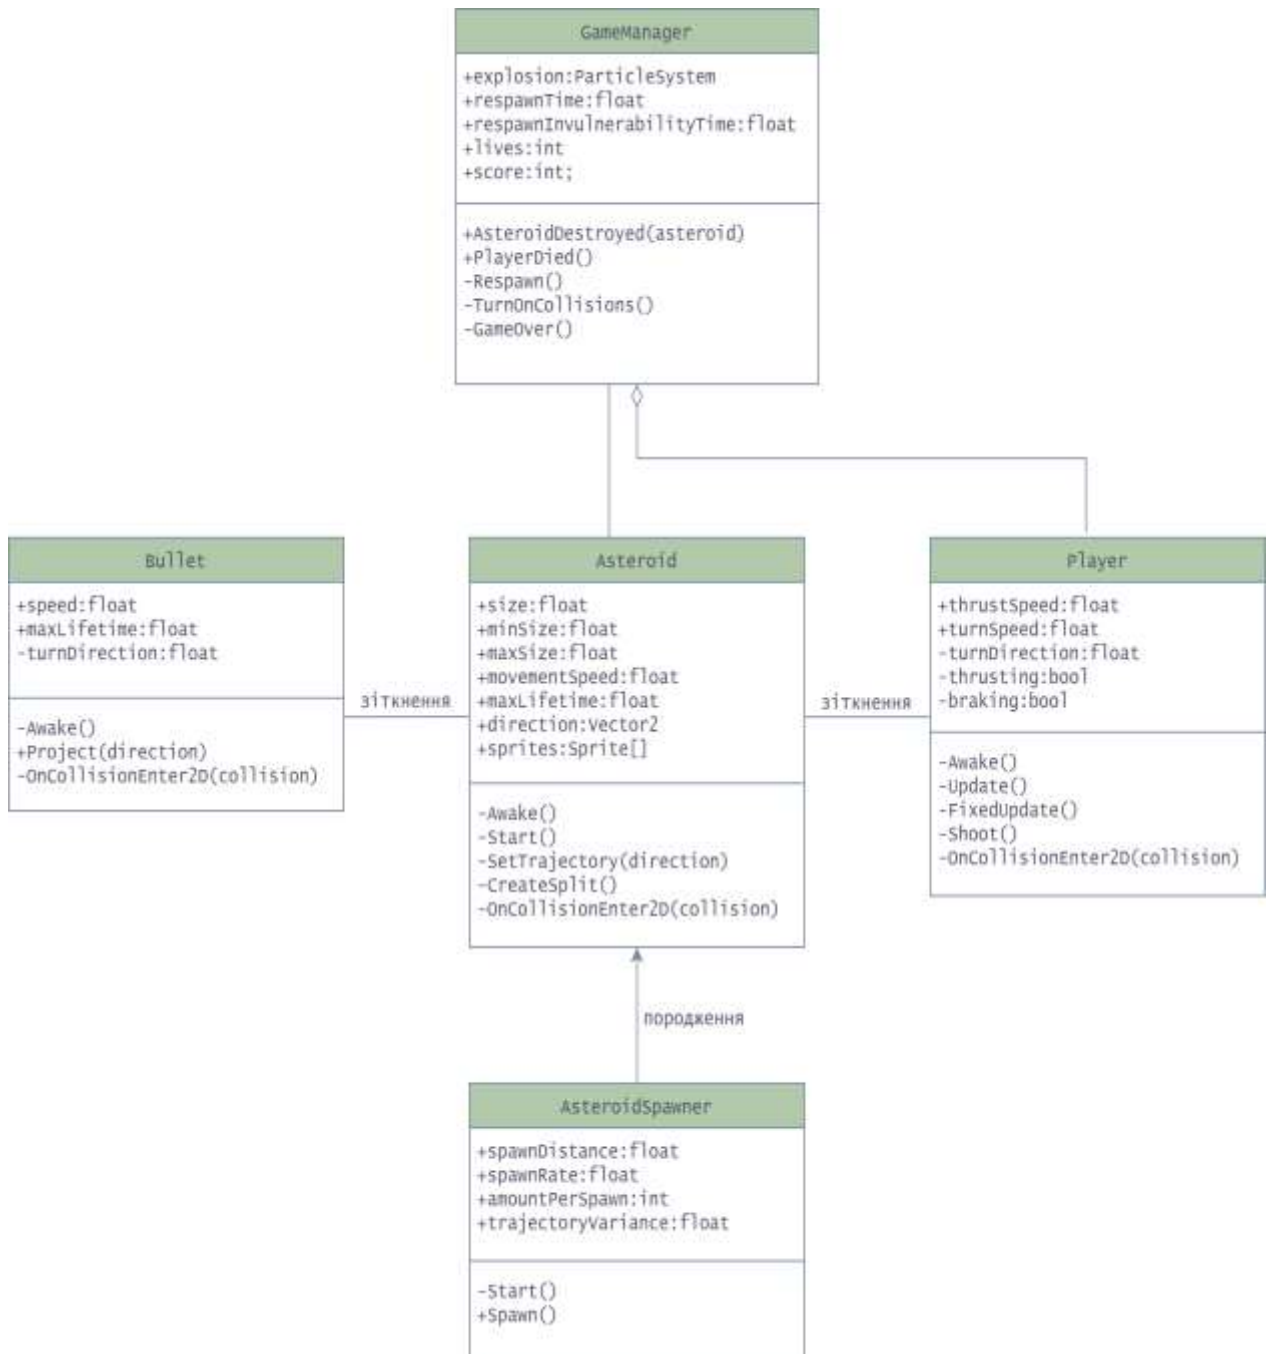 GameManager
+explosion:ParticleSystem
+respawnTime:float
+respawnInvulnerabilityTime:float
+lives:int
+score:int;
+AsteroidDestroyed(asteroid)
+PlayerDied()
-Respawn()
-TurnOnCollisions()
-GameOver()
Bullet
+speed:float
+maxLifetime:float
-turnDirection:float
-Awake()
+Project(direction)
-OnCollisionEnter2D(collision)
зіткнення
Asteroid
+size:float
+minSize:float
+maxSize:float
+movementSpeed:float
+maxLifetime:float
+direction:Vector2
+sprites:Sprite[]
-Awake()
-Start()
-SetTrajectory(direction)
-CreateSplit()
-OnCollisionEnter2D(collision)
зіткнення
Player
+thrustSpeed:float
+turnSpeed:float
-turnDirection:float
-thrusting:bool
-braking:bool
-Awake()
-Update()
-FixedUpdate()
-Shoot()
-OnCollisionEnter2D(collision)
породження
AsteroidSpawner
+spawnDistance:float
+spawnRate:float
+amountPerSpawn:int
+trajectoryVariance:float
-Start()
+Spawn()